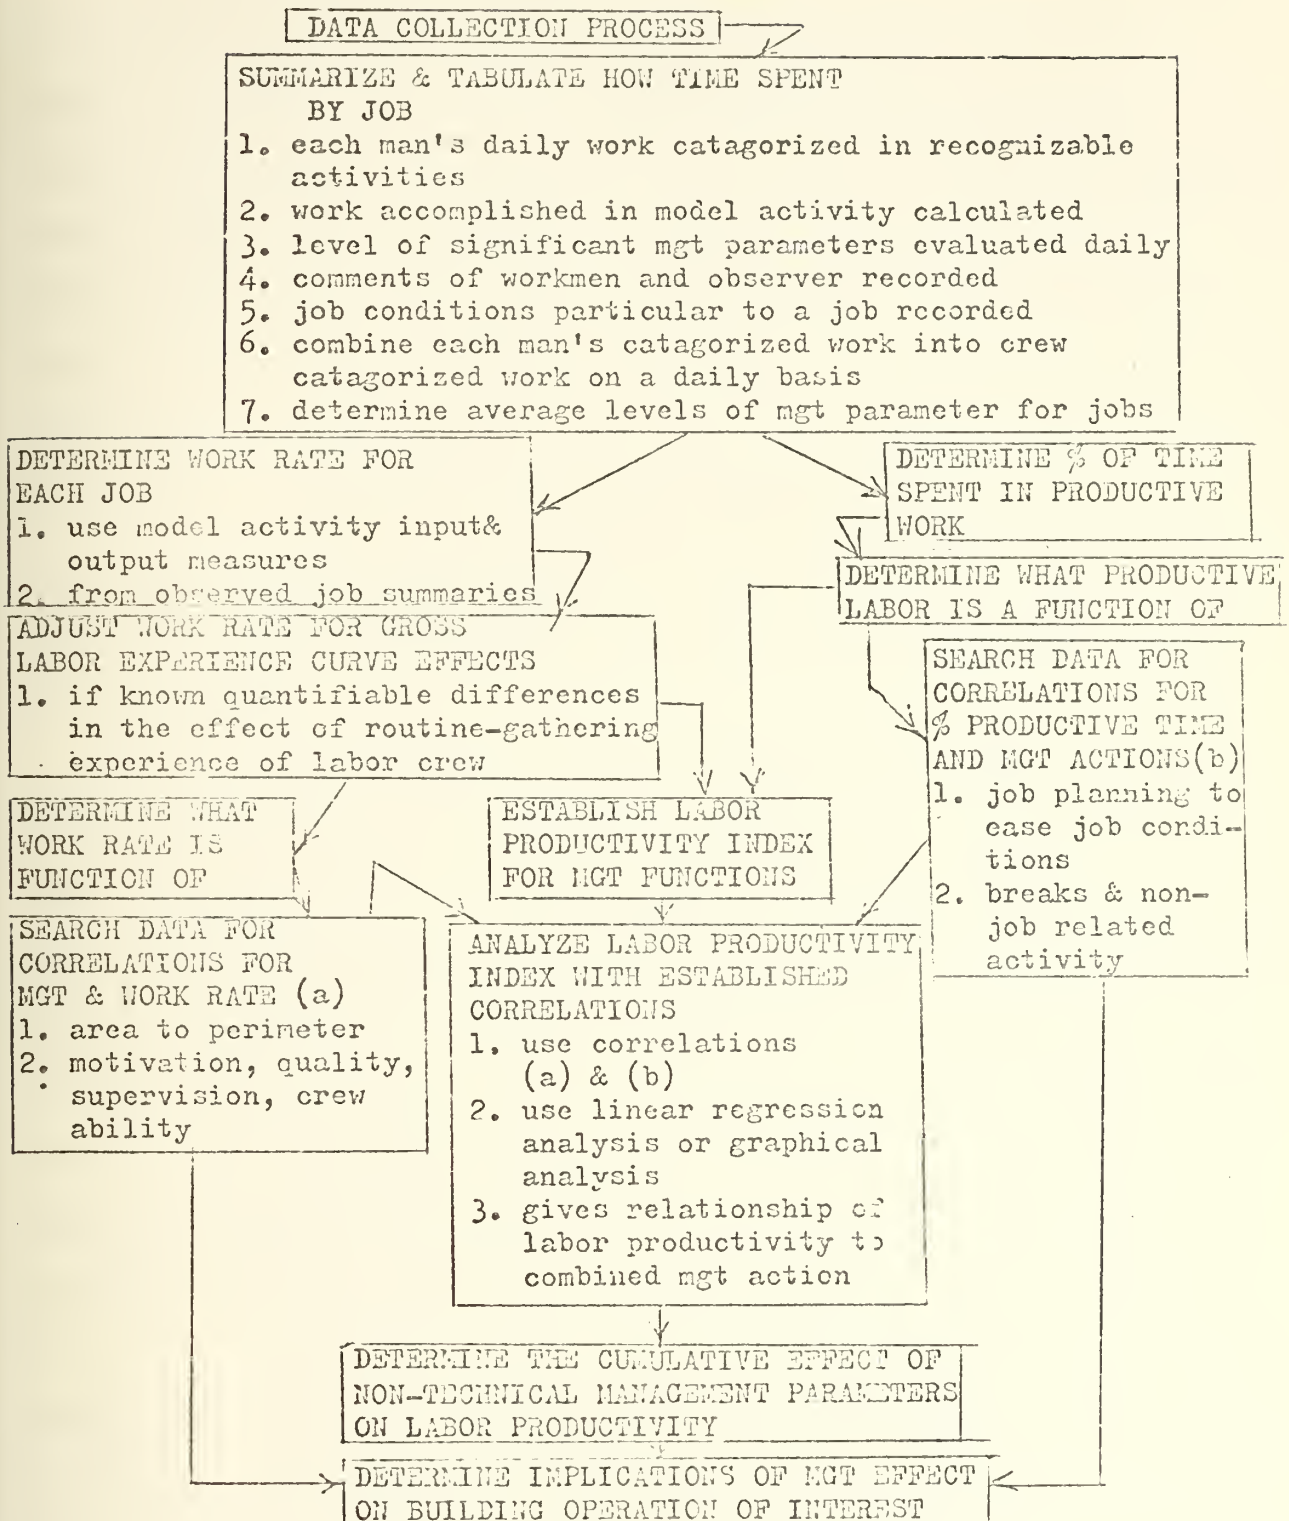 DATA COLLECTION PROCESS
SUMMARIZE & TABULATE HOW TIME SPENT
BY JOB
1. each man's daily work catagorized in recognizable
activities
2. work accomplished in model activity calculated
3. level of significant mgt parameters evaluated daily
4. comments of workmen and observer recorded
5. job conditions particular to a job recorded
6. combine each man's catagorized work into crew
catagorized work on a daily basis
7. determine average levels of mgt parameter for jobs
DETERMINE WORK RATE FOR
EACH JOB
1. use model activity input&
output measures
2. from observed job summaries
DETERMINE % OF TIME
SPENT IN PRODUCTIVE
WORK
DETERMINE WHAT PRODUCTIVE
LABOR IS A FUNCTION OF
ADJUST WORK RATE FOR GROSS
LABOR EXPERIENCE CURVE EFFECTS
1. if known quantifiable differences
in the effect of routine-gathering
experience of labor crew
SEARCH DATA FOR
CORRELATIONS FOR
% PRODUCTIVE TIME
AND MGT ACTIONS(b)
1. job planning to
ease job condi-
tions
2. breaks & non-
job related
activity
DETERMINE WHAT
WORK RATE IS
FUNCTION OF
ESTABLISH LABOR
PRODUCTIVITY INDEX
FOR MGT FUNCTIONS
SEARCH DATA FOR
CORRELATIONS FOR
MGT & WORK RATE (a)
1. area to perimeter
2. motivation, quality,
supervision, crew
ability
ANALYZE LABOR PRODUCTIVITY
INDEX WITH ESTABLISHED
CORRELATIONS
1. use correlations
(a) & (b)
2. use linear regression
analysis or graphical
analysis
3. gives relationship of
labor productivity to
combined mgt action
DETERMINE THE CUMULATIVE EFFECT OF
NON-TECHNICAL MANAGEMENT PARAMETERS
ON LABOR PRODUCTIVITY
DETERMINE IMPLICATIONS OF MGT EFFECT
ON BUILDING OPERATION OF INTEREST